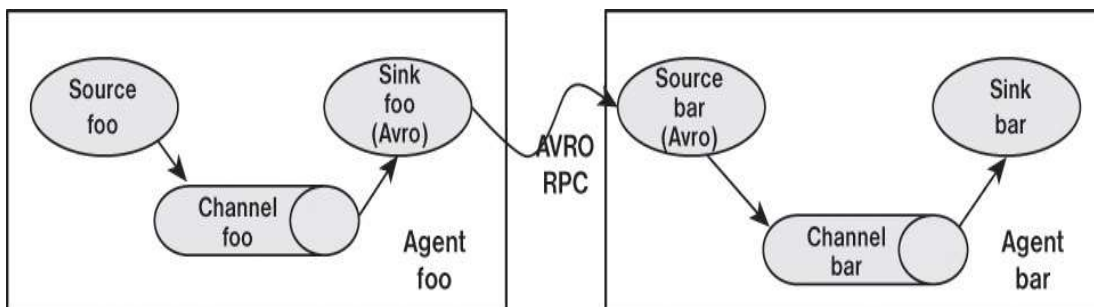 Source
foo
Sink
foo
(Avro)
Channel
foo
Agent
foo
AVRO
RPC
Source
bar
(Avro)
Sink
bar
Channel
bar
Agent
bar